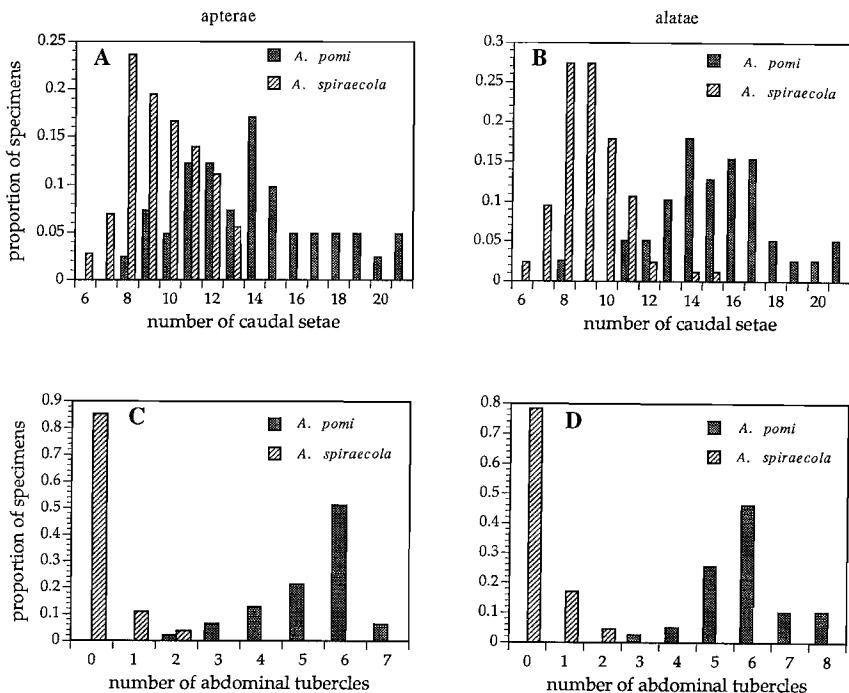 apterae
alatae
A
A. pomi
A. spiraecola
proportion of specimens
0.25
0.2
0.15
0.1
0.05
0
6 8 10 12 14 16 18 20
number of caudal setae
B
A. pomi
A. spiraecola
0.3
0.25
0.2
0.15
0.1
0.05
0
6 8 10 12 14 16 18 20
number of caudal setae
C
A. pomi
A. spiraecola
proportion of specimens
0.9
0.8
0.7
0.6
0.5
0.4
0.3
0.2
0.1
0
0 1 2 3 4 5 6 7
number of abdominal tubercles
D
A. pomi
A. spiraecola
0.8
0.7
0.6
0.5
0.4
0.3
0.2
0.1
0
0 1 2 3 4 5 6 7 8
number of abdominal tubercles